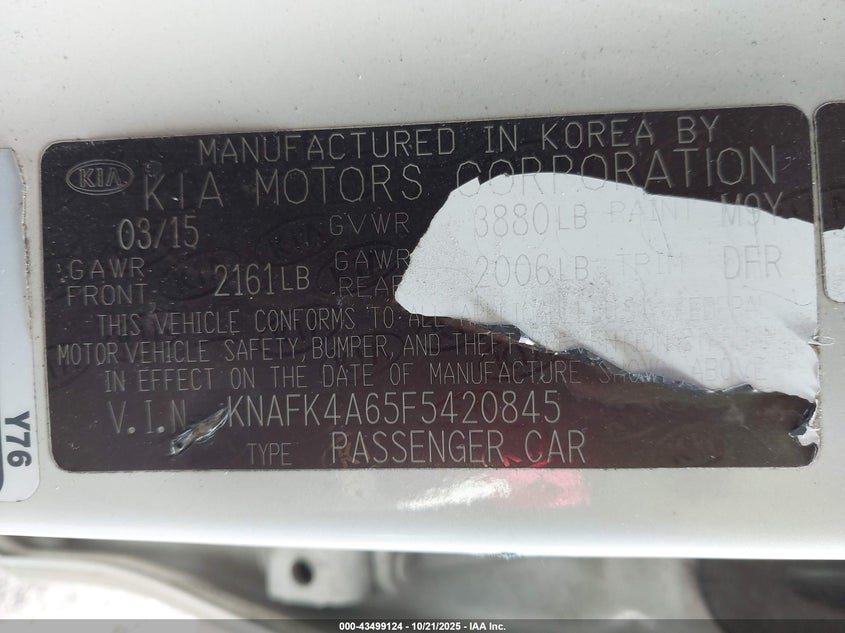 MANUFACTURED IN KOREA BY
KIA KIA MOTORS CORPORATION
03/15 GVWR 3880LB PAINT M9Y
GAWR FRONT 2161LB GAWR REAR 2006LB TRIM DFR
THIS VEHICLE CONFORMS TO ALL
MOTOR VEHICLE SAFETY, BUMPER, AND THEFT
IN EFFECT ON THE DATE OF MANUFACTURE SHOWN ABOVE
V.I.N KNAFK4A65F5420845
TYPE PASSENGER CAR
Y76
000-43499124 - 10/21/2025 - IAA Inc.